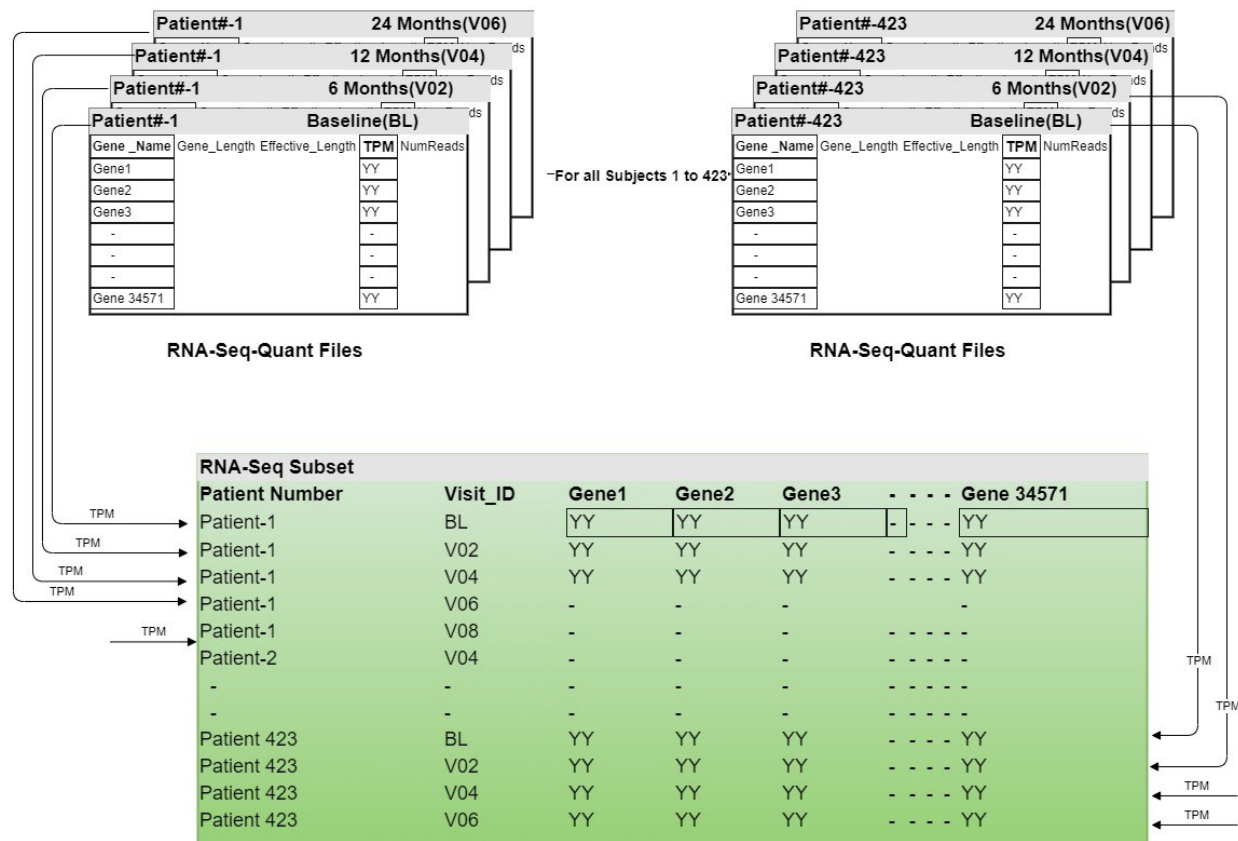 Patient#-1 24 Months(V06)
ds
Patient#-1 12 Months(V04)
ds
Patient#-1 6 Months(V02)
ds
Patient#-1 Baseline(BL)
Gene _Name Gene_Length Effective_Length TPM NumReads
Gene1 YY
Gene2 YY
Gene3 YY
- -
- -
- -
Gene 34571 YY
RNA-Seq-Quant Files
For all Subjects 1 to 423
Patient#-423 24 Months(V06)
ds
Patient#-423 12 Months(V04)
ds
Patient#-423 6 Months(V02)
ds
Patient#-423 Baseline(BL)
Gene _Name Gene_Length Effective_Length TPM NumReads
Gene1 YY
Gene2 YY
Gene3 YY
- -
- -
- -
Gene 34571 YY
RNA-Seq-Quant Files
RNA-Seq Subset
Patient Number Visit_ID Gene1 Gene2 Gene3 - - - - Gene 34571
TPM Patient-1 BL YY YY YY - - - - YY
TPM Patient-1 V02 YY YY YY - - - - YY
TPM Patient-1 V04 YY YY YY - - - - YY
TPM Patient-1 V06 - - - -
TPM Patient-1 V08 - - - - - - - -
Patient-2 V04 - - - - - - - -
TPM
- - - - - - - - - -
TPM
- - - - - - - - - -
Patient 423 BL YY YY YY - - - - YY
Patient 423 V02 YY YY YY - - - - YY
Patient 423 V04 YY YY YY - - - - YY TPM
Patient 423 V06 YY YY YY - - - - YY TPM